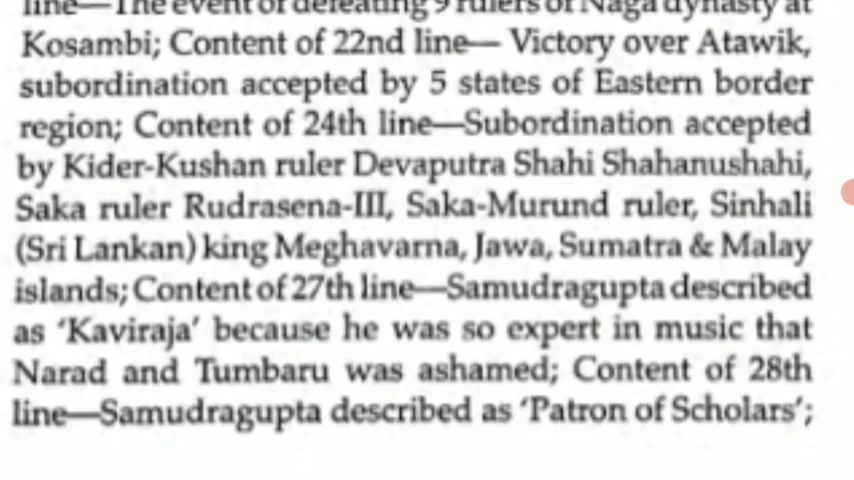 line—The event of defeating 9 rulers of Naga dynasty at
Kosambi; Content of 22nd line— Victory over Atawik,
subordination accepted by 5 states of Eastern border
region; Content of 24th line—Subordination accepted
by Kider-Kushan ruler Devaputra Shahi Shahanushahi,
Saka ruler Rudrasena-III, Saka-Murund ruler, Sinhali
(Sri Lankan) king Meghavarna, Jawa, Sumatra & Malay
islands; Content of 27th line—Samudragupta described
as ‘Kaviraja’ because he was so expert in music that
Narad and Tumbaru was ashamed; Content of 28th
line—Samudragupta described as ‘Patron of Scholars’;